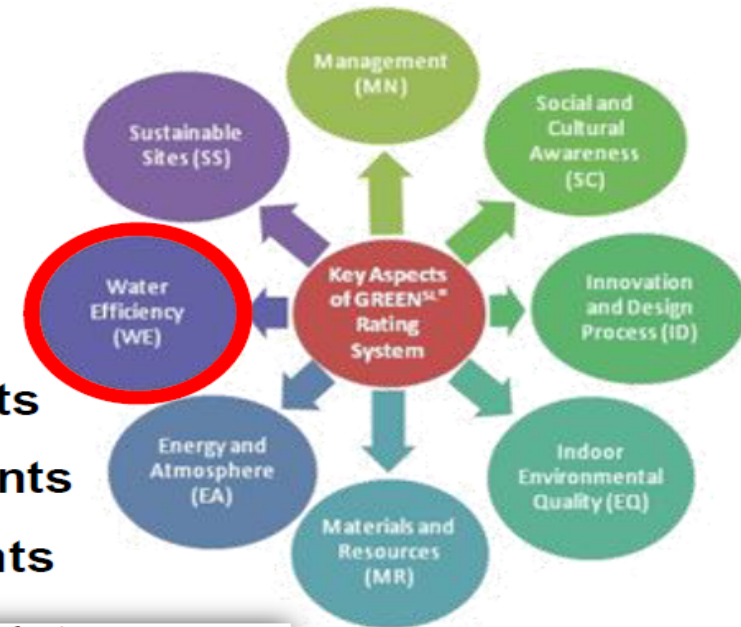 Management
(MN)
Social and
Cultural
Awareness
(SC)
Sustainable
Sites (SS)
Key Aspects
of GREENSL®
Rating
System
Water
Efficiency
(WE)
Innovation
and Design
Process (ID)
Energy and
Atmosphere
(EA)
Indoor
Environmental
Quality (EQ)
Materials and
Resources
(MR)
ts
nts
nts